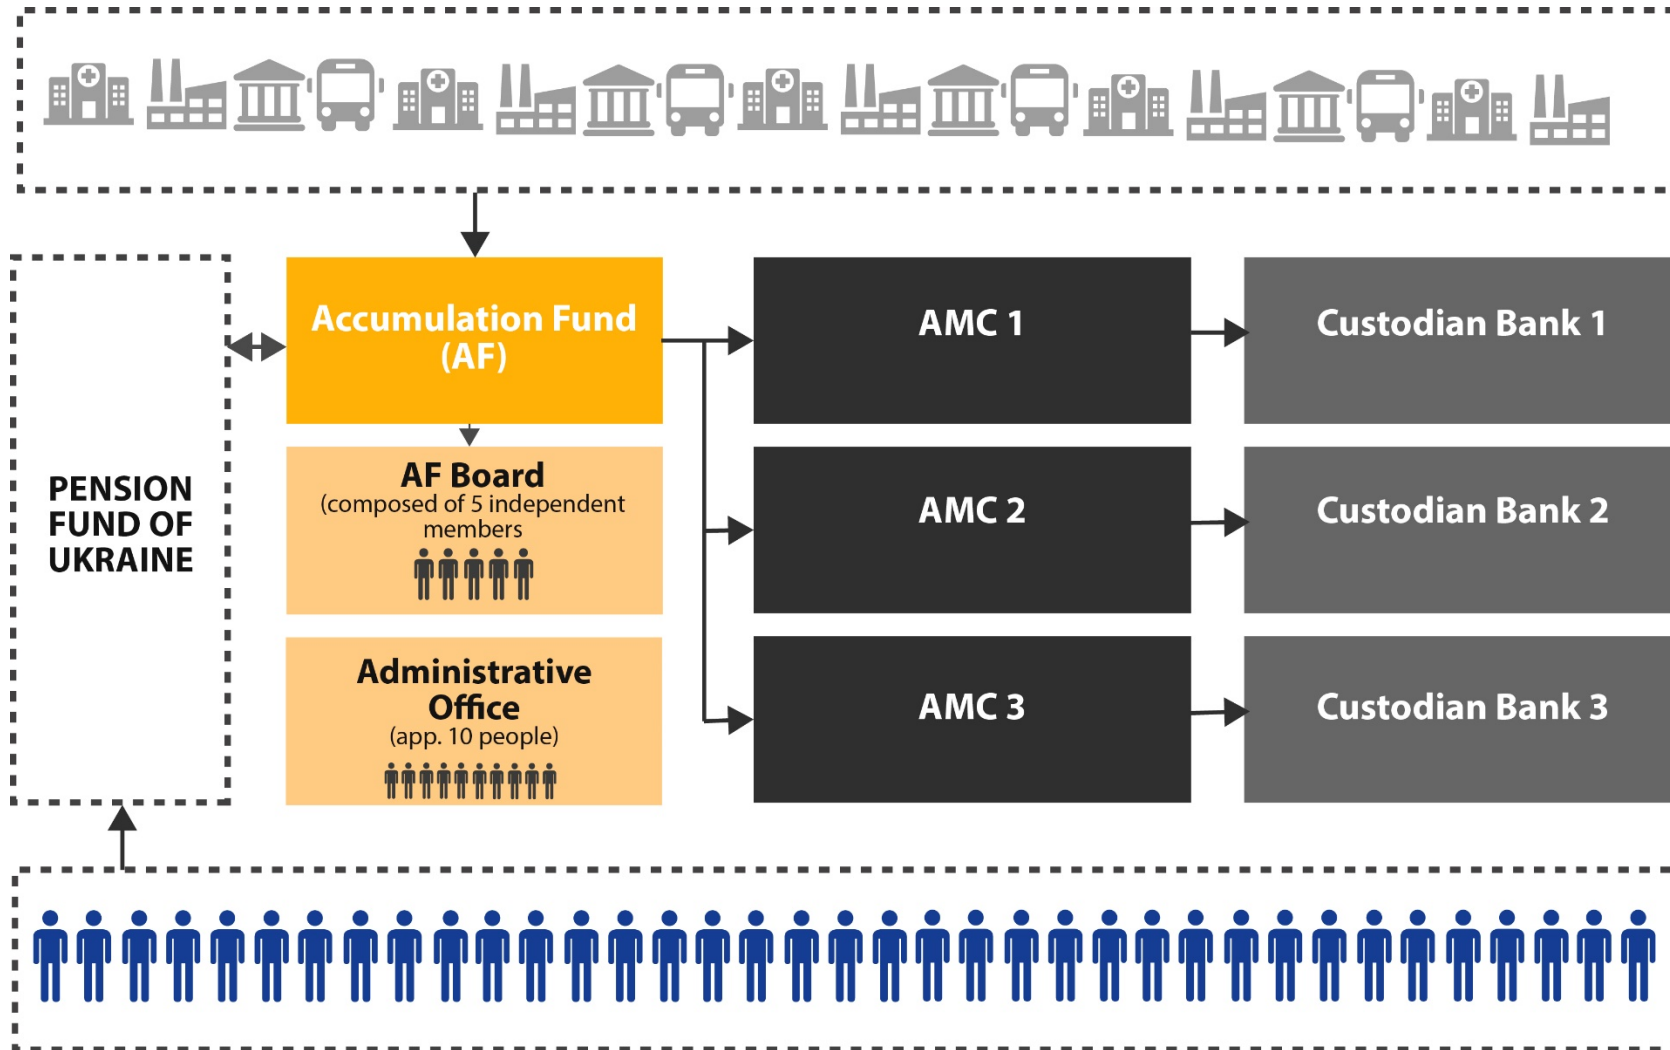 Accumulation Fund
(AF)
AMC 1
Custodian Bank 1
PENSION
FUND OF
UKRAINE
AF Board
(composed of 5 independent
members
AMC 2
Custodian Bank 2
Administrative
Office
(app. 10 people)
AMC 3
Custodian Bank 3